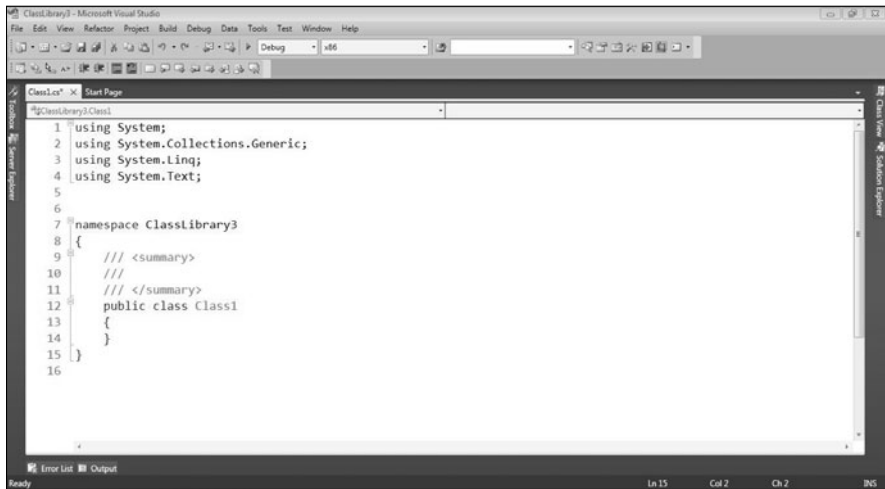 ClassLibrary3 - Microsoft Visual Studio
File Edit View Refactor Project Build Debug Data Tools Test Window Help
Debug x86
Class1.cs* X Start Page
ClassLibrary3.Class1
1 using System;
2 using System.Collections.Generic;
3 using System.Linq;
4 using System.Text;
5
6
7 namespace ClassLibrary3
8 {
9 /// <summary>
10 ///
11 /// </summary>
12 public class Class1
13 {
14 }
15 }
16
Toolbox Server Explorer
Class View Solution Explorer
Error List Output
Ready Ln 15 Col 2 Ch 2 INS